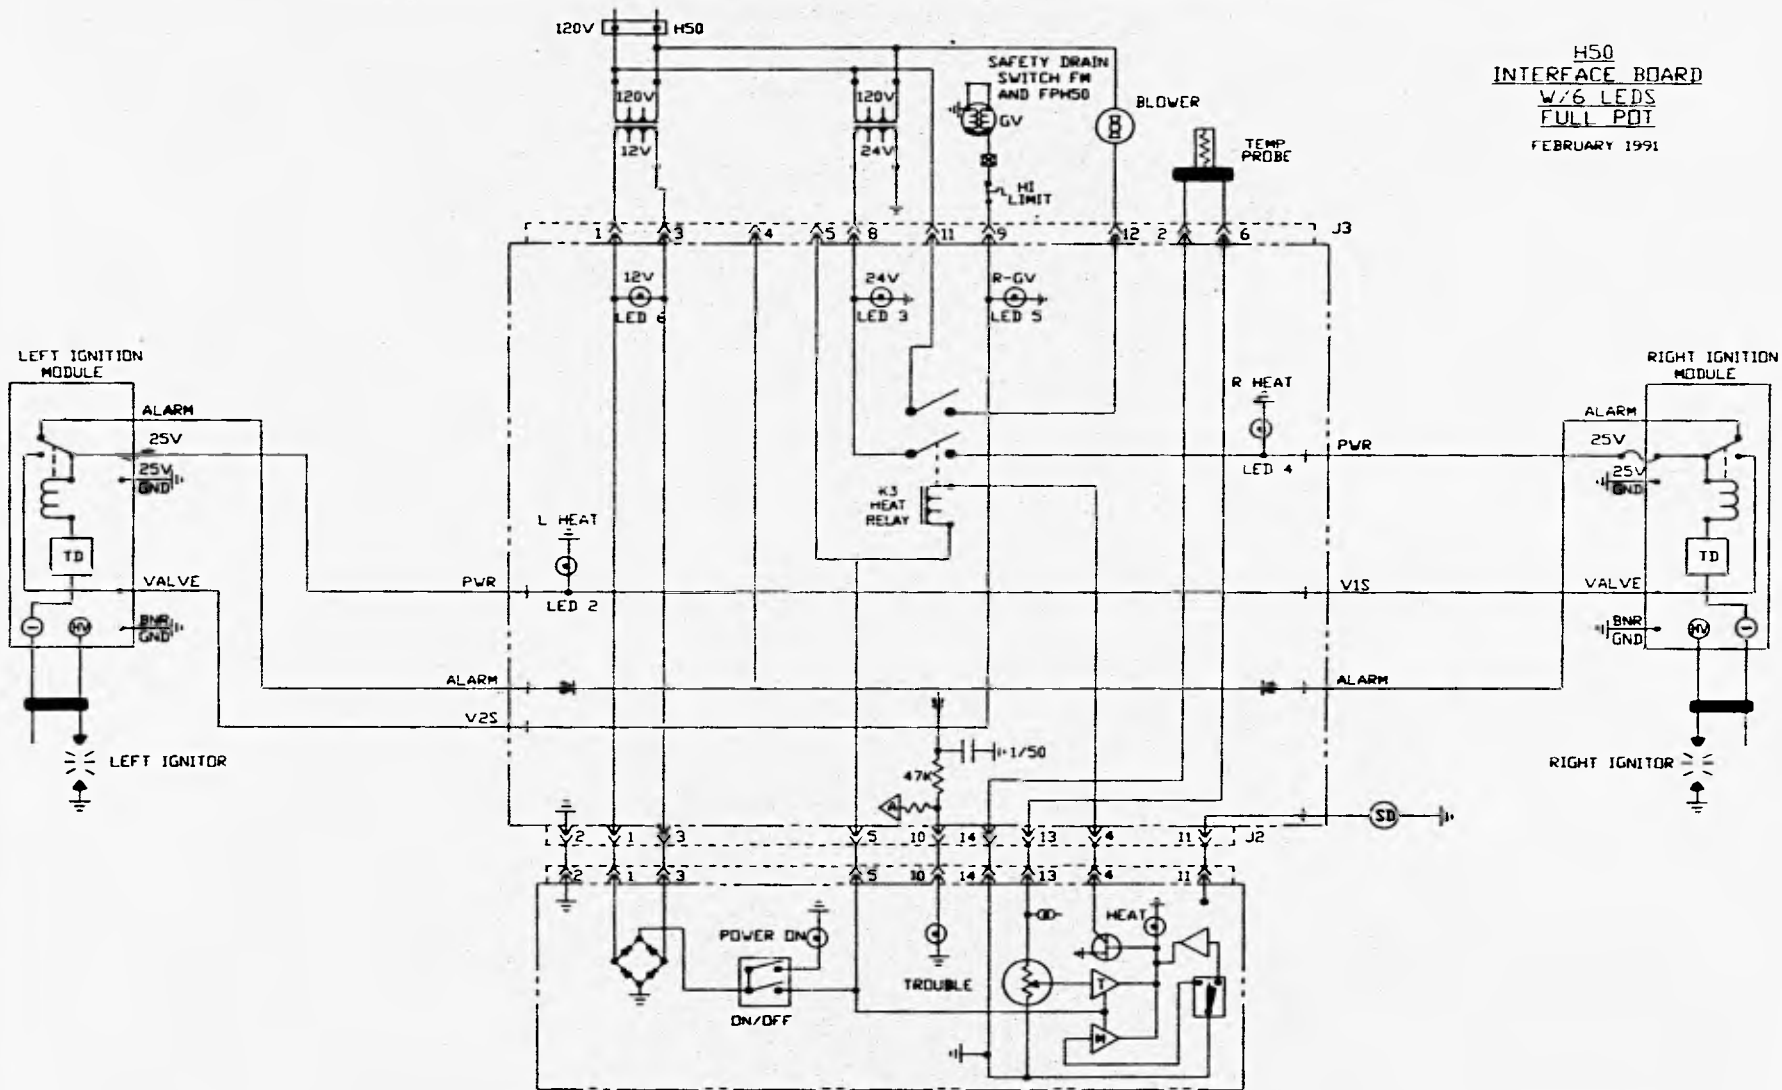 120V H50
H50
INTERFACE BOARD
W/6 LEDS
FULL POT
FEBRUARY 1991
SAFETY DRAIN
SWITCH FM
AND FPH50
GV
BLOWER
120V
12V
120V
24V
HI
LIMIT
TEMP
PROBE
1 3 4 5 8 11 9 12 2 6 J3
12V
LED 6
24V
LED 3
R-GV
LED 5
LEFT IGNITION
MODULE
ALARM
25V
25V
GND
TD
VALVE
BNR
GND
HV
LEFT IGNITOR
RIGHT IGNITION
MODULE
ALARM
25V
25V
GND
TD
VALVE
BNR
GND
HV
RIGHT IGNITOR
R HEAT
LED 4
PWR
K3
HEAT
RELAY
L HEAT
LED 2
PWR
V1S
ALARM
ALARM
V2S
1/50
47K
A
SD
2 1 3 5 10 14 13 4 11 J2
2 1 3 5 10 14 13 4 11
POWER ON
ON/OFF
TROUBLE
HEAT
T
M